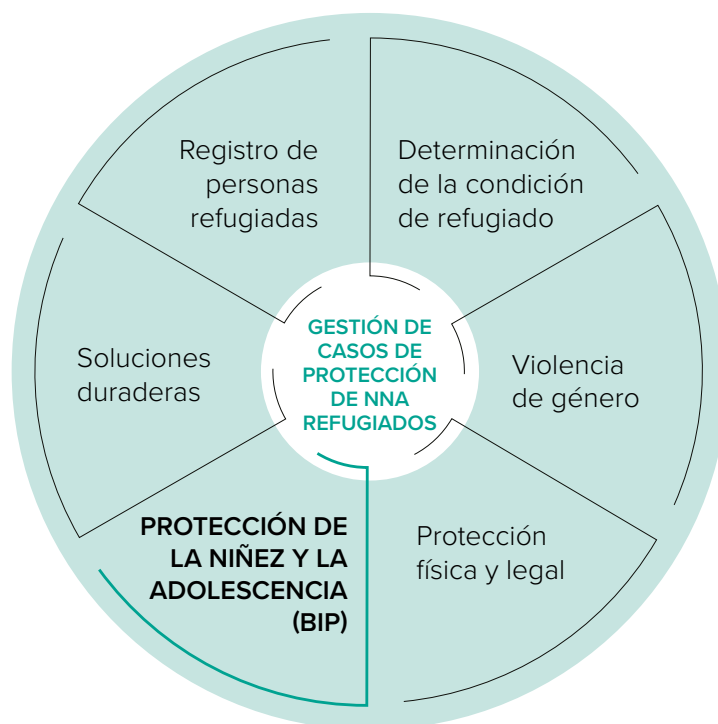 Registro de
personas
refugiadas
Determinación
de la condición
de refugiado
Soluciones
duraderas
GESTIÓN DE
CASOS DE
PROTECCIÓN
DE NNA
REFUGIADOS
Violencia
de género
PROTECCIÓN DE
LA NIÑEZ Y LA
ADOLESCENCIA
(BIP)
Protección
física y legal